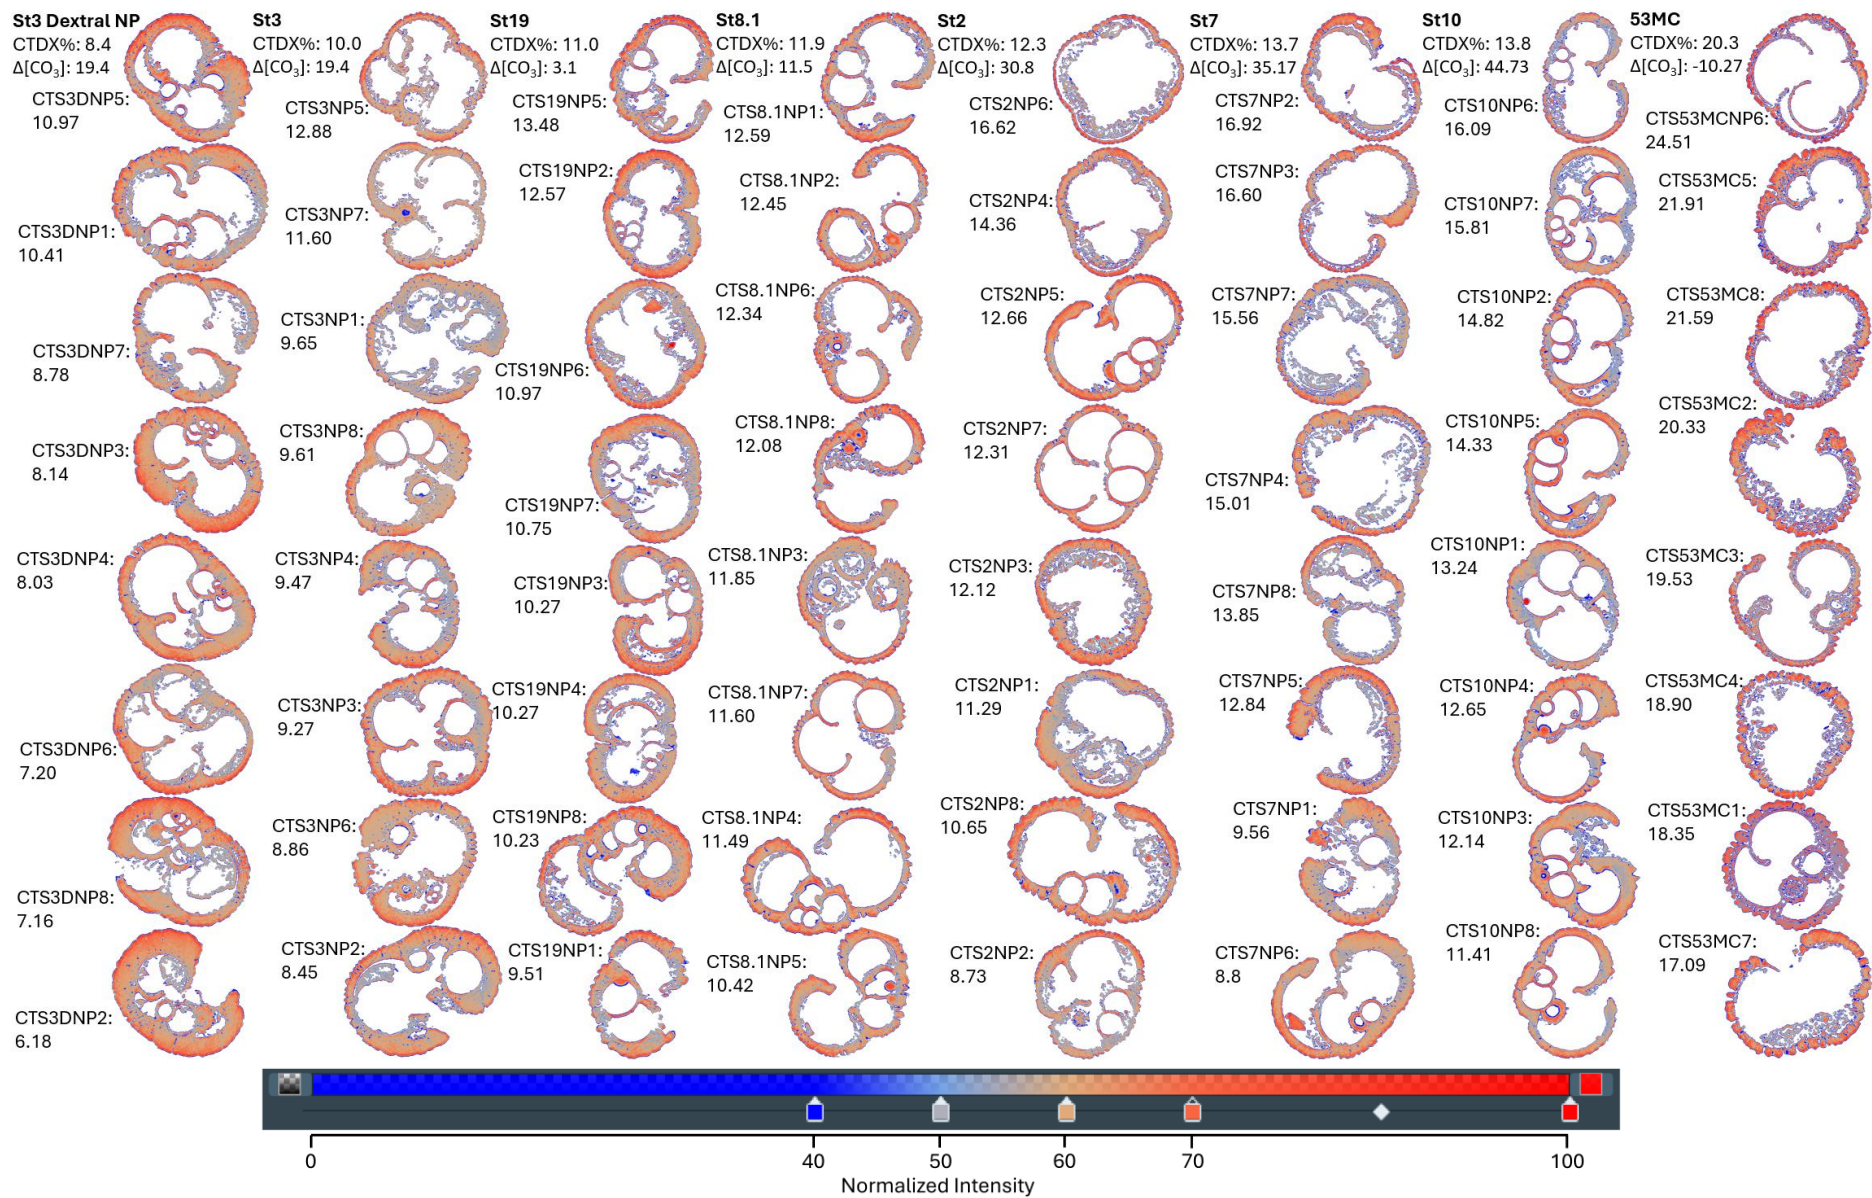 St3 Dextral NP
CTDX%: 8.4
Δ[CO₃]: 19.4
CTS3DNP5:
10.97
CTS3DNP1:
10.41
CTS3DNP7:
8.78
CTS3DNP3:
8.14
CTS3DNP4:
8.03
CTS3DNP6:
7.20
CTS3DNP8:
7.16
CTS3DNP2:
6.18
St3
CTDX%: 10.0
Δ[CO₃]: 19.4
CTS3NP5:
12.88
CTS3NP7:
11.60
CTS3NP1:
9.65
CTS3NP8:
9.61
CTS3NP4:
9.47
CTS3NP3:
9.27
CTS3NP6:
8.86
CTS3NP2:
8.45
St19
CTDX%: 11.0
Δ[CO₃]: 3.1
CTS19NP5:
13.48
CTS19NP2:
12.57
CTS19NP6:
10.97
CTS19NP7:
10.75
CTS19NP3:
10.27
CTS19NP4:
10.27
CTS19NP8:
10.23
CTS19NP1:
9.51
St8.1
CTDX%: 11.9
Δ[CO₃]: 11.5
CTS8.1NP1:
12.59
CTS8.1NP2:
12.45
CTS8.1NP6:
12.34
CTS8.1NP8:
12.08
CTS8.1NP3:
11.85
CTS8.1NP7:
11.60
CTS8.1NP4:
11.49
CTS8.1NP5:
10.42
St2
CTDX%: 12.3
Δ[CO₃]: 30.8
CTS2NP6:
16.62
CTS2NP4:
14.36
CTS2NP5:
12.66
CTS2NP7:
12.31
CTS2NP3:
12.12
CTS2NP1:
11.29
CTS2NP8:
10.65
CTS2NP2:
8.73
St7
CTDX%: 13.7
Δ[CO₃]: 35.17
CTS7NP2:
16.92
CTS7NP3:
16.60
CTS7NP7:
15.56
CTS7NP4:
15.01
CTS7NP8:
13.85
CTS7NP5:
12.84
CTS7NP1:
9.56
CTS7NP6:
8.8
St10
CTDX%: 13.8
Δ[CO₃]: 44.73
CTS10NP6:
16.09
CTS10NP7:
15.81
CTS10NP2:
14.82
CTS10NP5:
14.33
CTS10NP1:
13.24
CTS10NP4:
12.65
CTS10NP3:
12.14
CTS10NP8:
11.41
53MC
CTDX%: 20.3
Δ[CO₃]: -10.27
CTS53MCNP6:
24.51
CTS53MC5:
21.91
CTS53MC8:
21.59
CTS53MC2:
20.33
CTS53MC3:
19.53
CTS53MC4:
18.90
CTS53MC1:
18.35
CTS53MC7:
17.09
0 40 50 60 70 100
Normalized Intensity